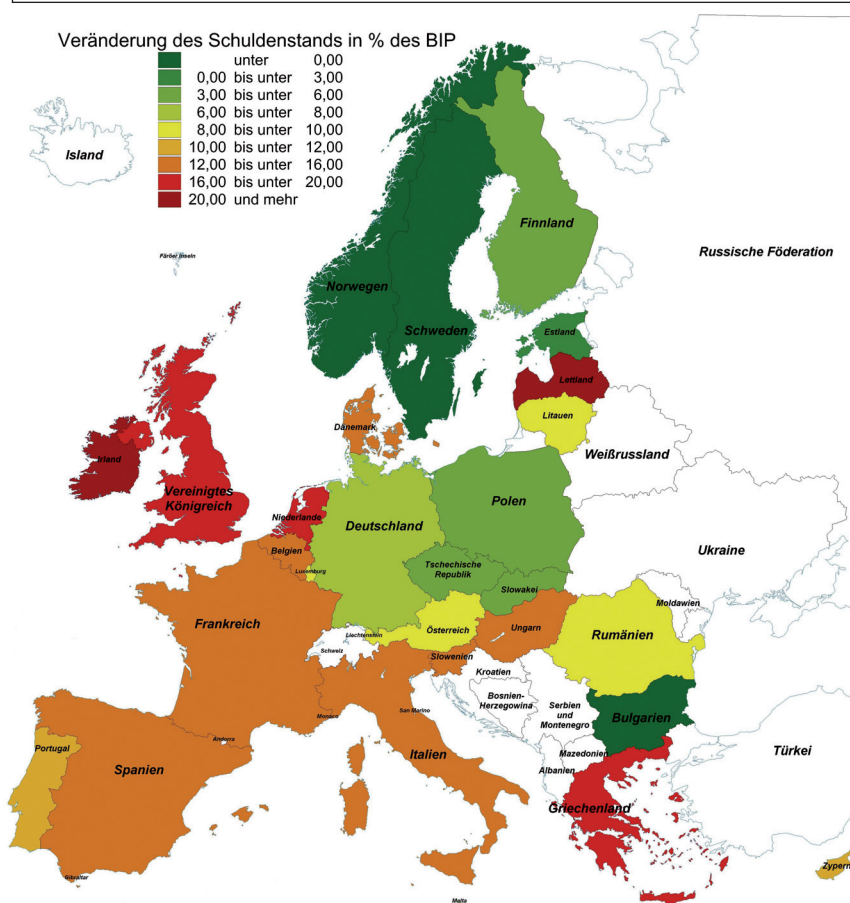 Veränderung des Schuldenstands in % des BIP
unter 0,00
0,00 bis unter 3,00
3,00 bis unter 6,00
6,00 bis unter 8,00
8,00 bis unter 10,00
10,00 bis unter 12,00
12,00 bis unter 16,00
16,00 bis unter 20,00
20,00 und mehr
Island
Färöer Inseln
Finnland
Russische Föderation
Norwegen
Schweden
Estland
Lettland
Litauen
Dänemark
Weißrussland
Irland
Vereinigtes
Königreich
Niederlande
Deutschland
Polen
Belgien
Ukraine
Luxemburg
Tschechische
Republik
Slowakei
Moldawien
Frankreich
Liechtenstein
Österreich
Ungarn
Rumänien
Schweiz
Slowenien
Kroatien
Bosnien-
Herzegowina
Serbien
und
Montenegro
Monaco
San Marino
Bulgarien
Andorra
Portugal
Spanien
Italien
Mazedonien
Türkei
Albanien
Griechenland
Zypern
Gibraltar
Malta